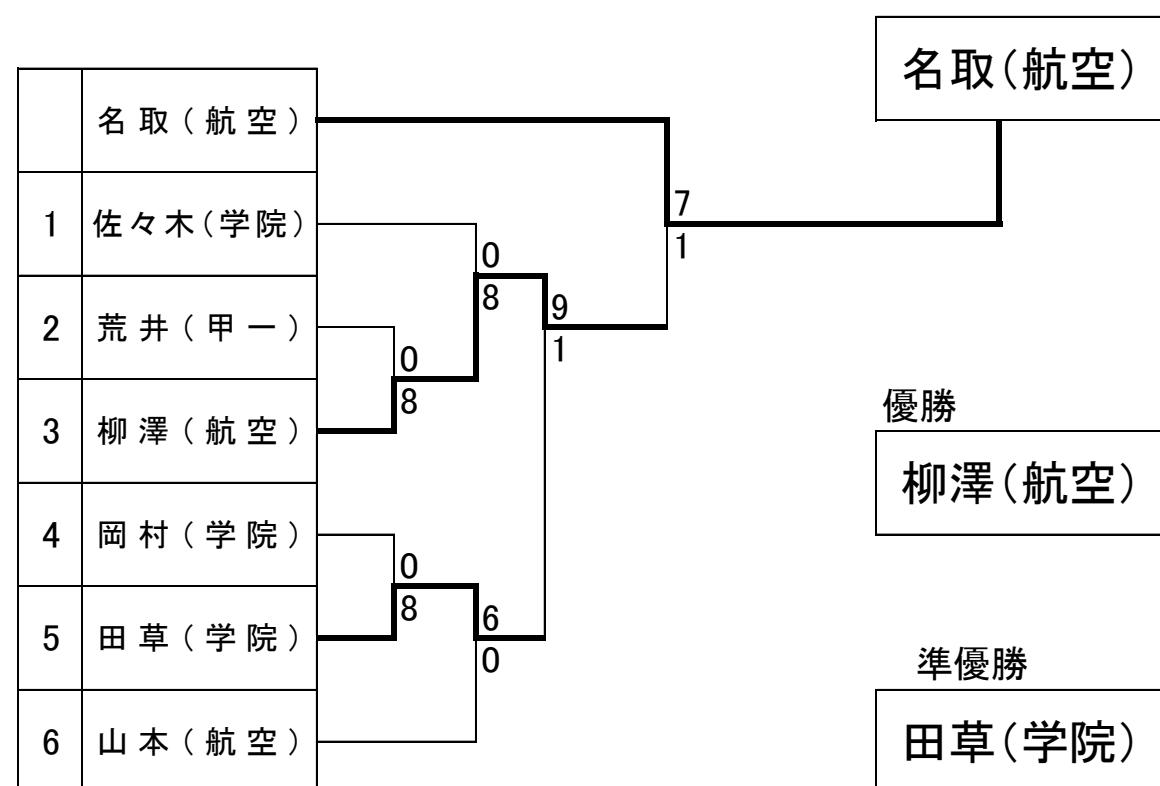 名取(航空)
名取(航空)
1 佐々木(学院)
7
1
0
8
2 荒井(甲一)
9
1
0
8
3 柳澤(航空)
優勝
柳澤(航空)
4 岡村(学院)
0
8
5 田草(学院)
6
0
準優勝
田草(学院)
6 山本(航空)